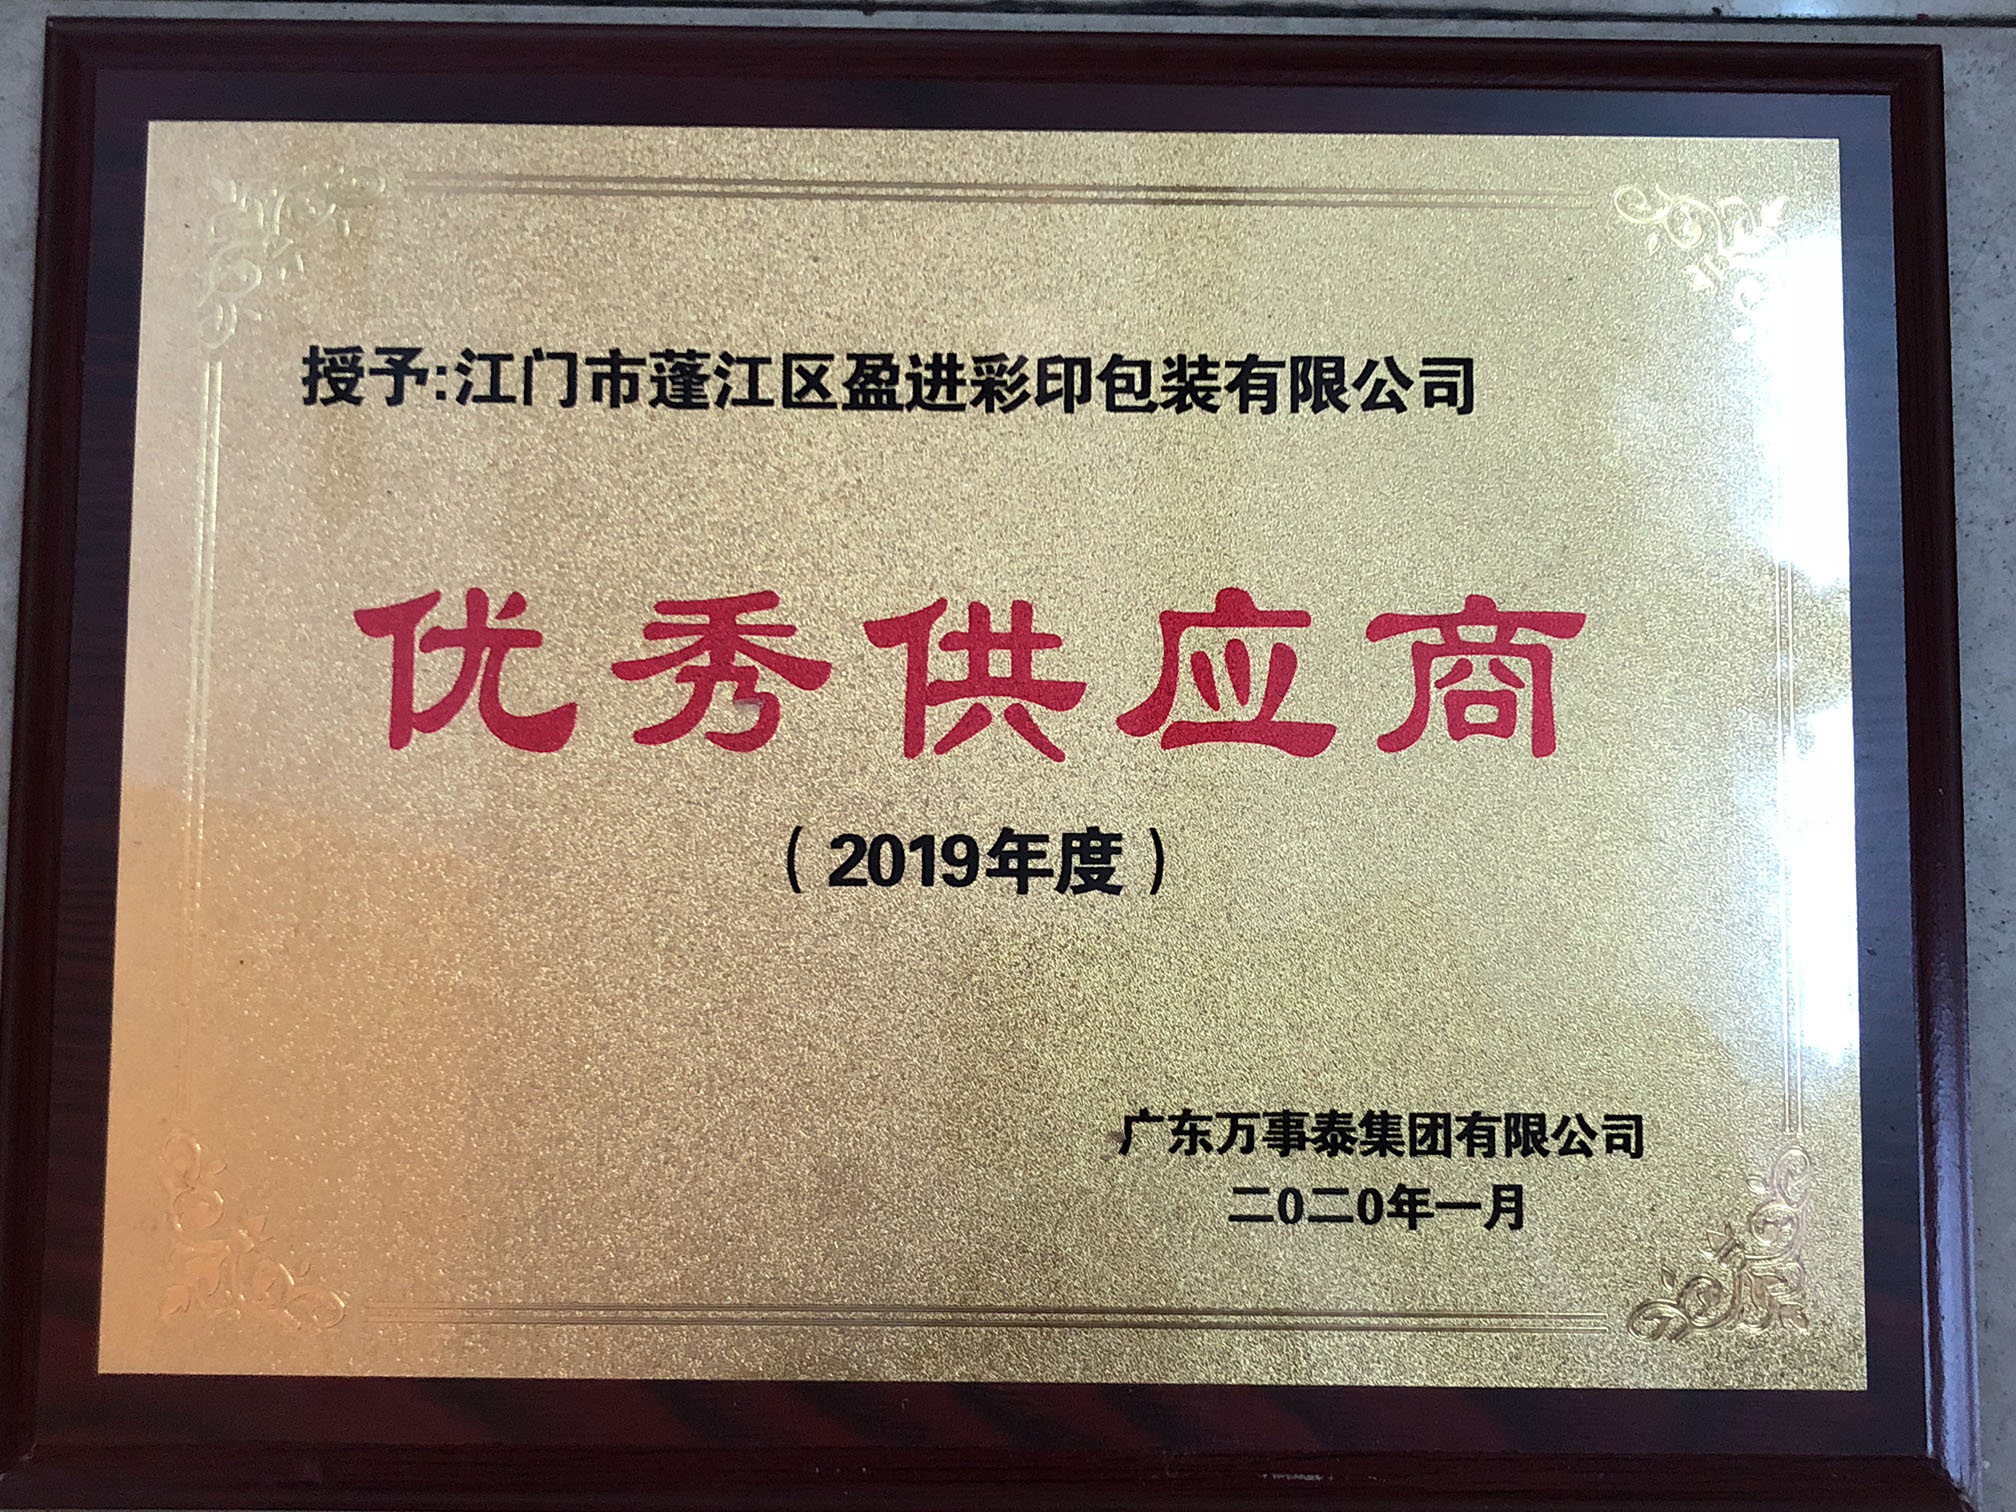 授予:江门市蓬江区盈进彩印包装有限公司
优秀供应商
（2019年度）
广东万事泰集团有限公司
二0二0年一月